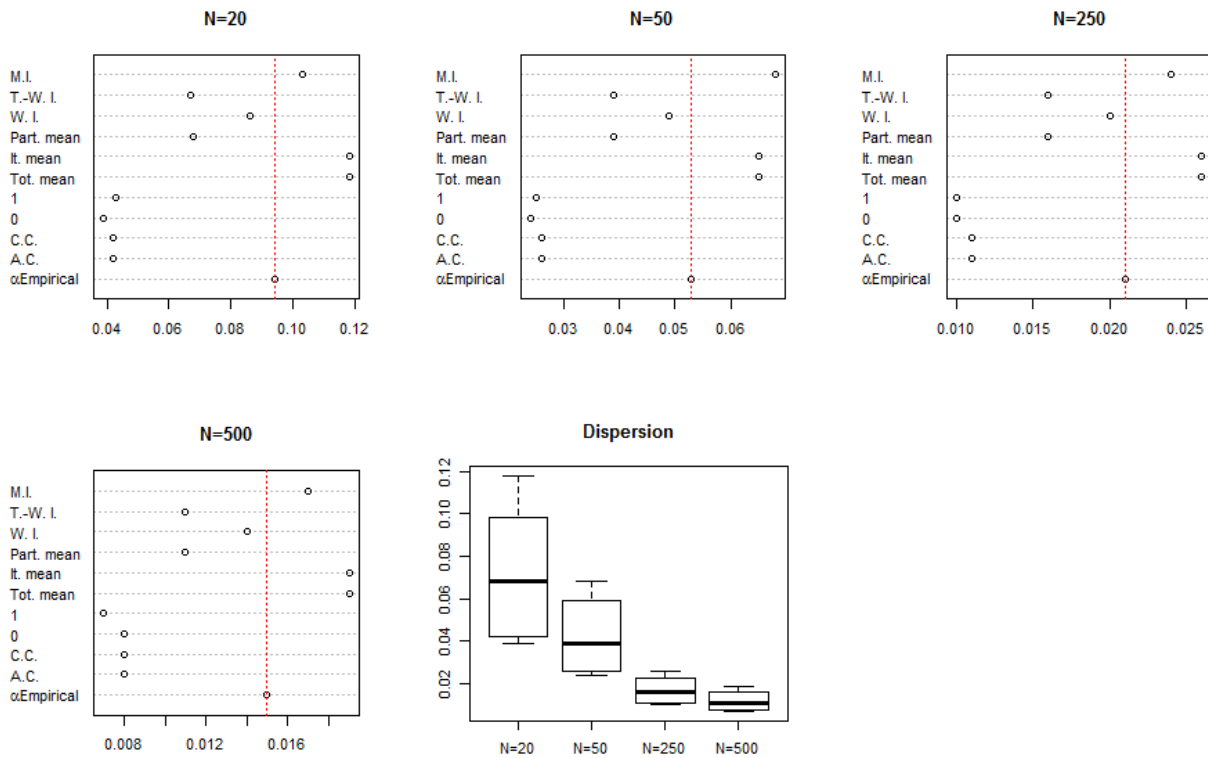 N=20
M.I.
T.-W. I.
W. I.
Part. mean
It. mean
Tot. mean
1
0
C.C.
A.C.
αEmpirical
0.04 0.06 0.08 0.10 0.12
N=50
M.I.
T.-W. I.
W. I.
Part. mean
It. mean
Tot. mean
1
0
C.C.
A.C.
αEmpirical
0.03 0.04 0.05 0.06
N=250
M.I.
T.-W. I.
W. I.
Part. mean
It. mean
Tot. mean
1
0
C.C.
A.C.
αEmpirical
0.010 0.015 0.020 0.025
N=500
M.I.
T.-W. I.
W. I.
Part. mean
It. mean
Tot. mean
1
0
C.C.
A.C.
αEmpirical
0.008 0.012 0.016
Dispersion
0.12
0.10
0.08
0.06
0.04
0.02
N=20 N=50 N=250 N=500